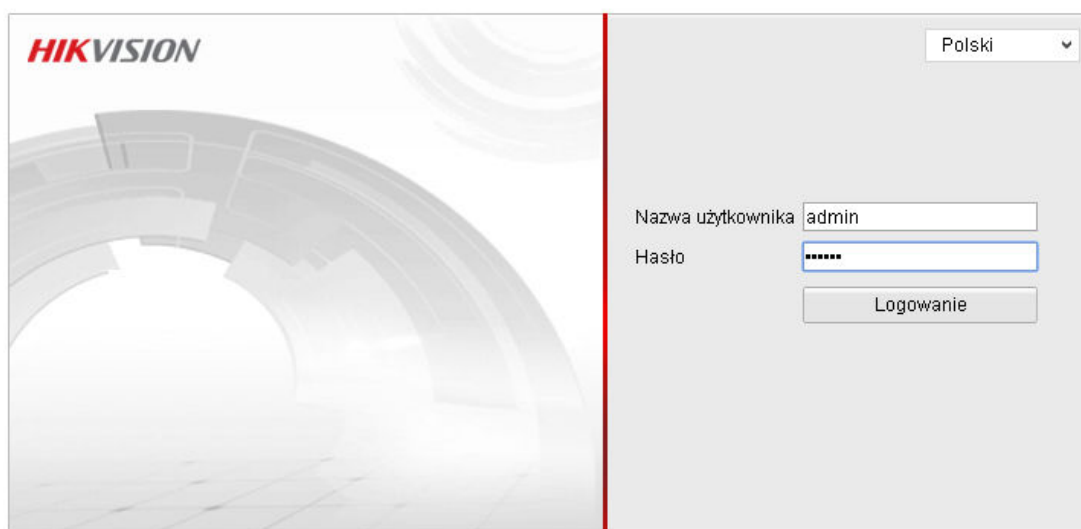 HIKVISION
Polski
Nazwa użytkownika admin
Hasło ••••••
Logowanie